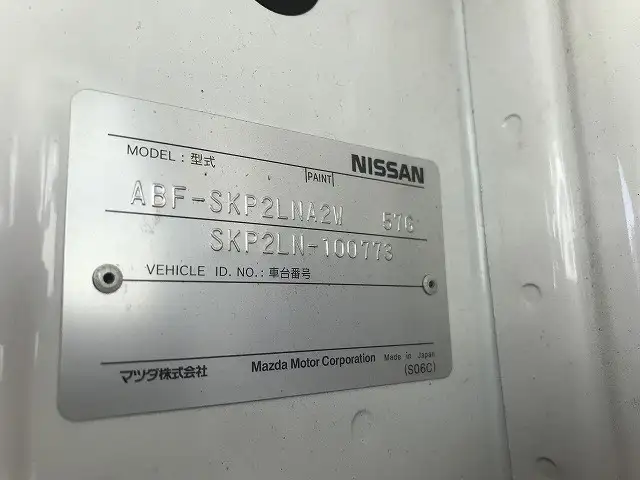 MODEL : 型式
PAINT
NISSAN
ABF-SKP2LNA2W 57G
SKP2LN-100773
VEHICLE ID. NO. : 車台番号
マツダ株式会社 Mazda Motor Corporation Made in Japan
(S06C)